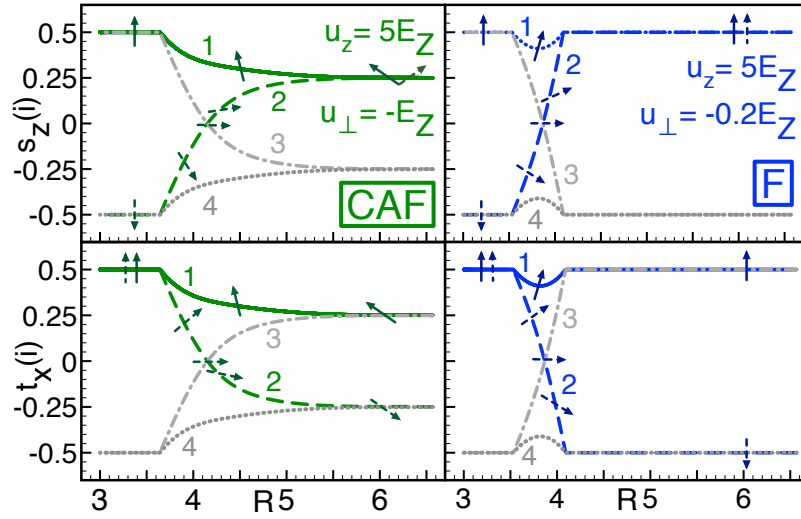 0.5
0.25
0
-0.5
s_z(i)
1
2
3
4
u_z = 5E_Z
u_⊥ = -E_Z
CAF
1
2
3
4
u_z = 5E_Z
u_⊥ = -0.2E_Z
F
0.5
0.25
0
-0.25
-0.5
t_x(i)
1
2
3
4
1
2
3
4
3 4 R 5 6
3 4 R 5 6